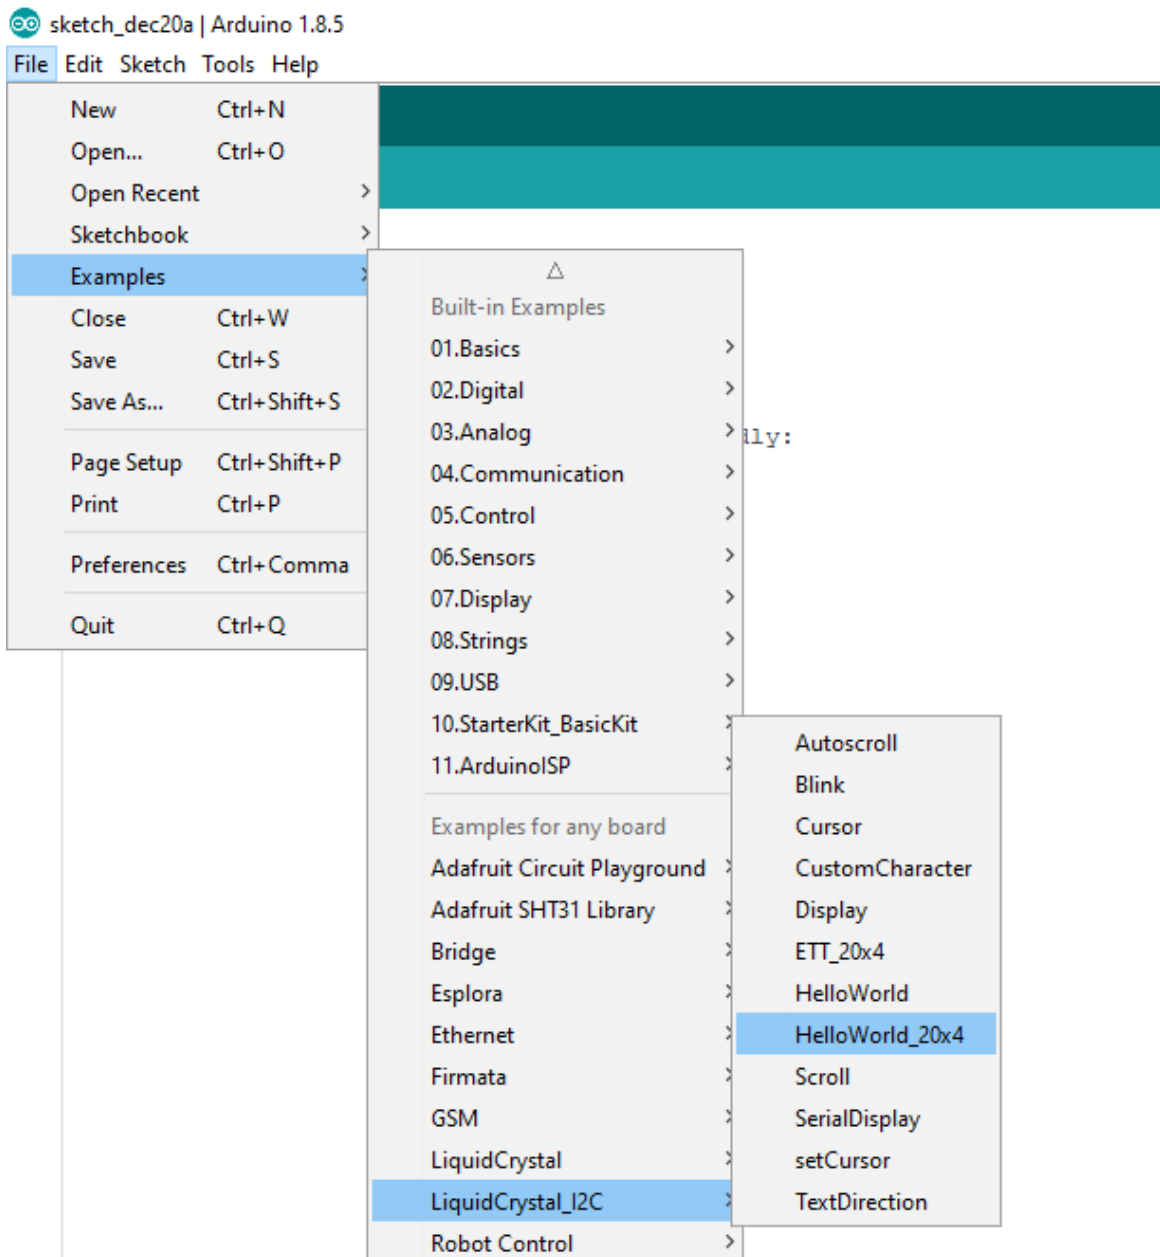 sketch_dec20a | Arduino 1.8.5
File Edit Sketch Tools Help
New Ctrl+N
Open... Ctrl+O
Open Recent
Sketchbook
Examples
Close Ctrl+W
Save Ctrl+S
Save As... Ctrl+Shift+S
Page Setup Ctrl+Shift+P
Print Ctrl+P
Preferences Ctrl+Comma
Quit Ctrl+Q
Built-in Examples
01.Basics
02.Digital
03.Analog
04.Communication
05.Control
06.Sensors
07.Display
08.Strings
09.USB
10.StarterKit_BasicKit
11.ArduinoISP
Examples for any board
Adafruit Circuit Playground
Adafruit SHT31 Library
Bridge
Esplora
Ethernet
Firmata
GSM
LiquidCrystal
LiquidCrystal_I2C
Robot Control
Autoscroll
Blink
Cursor
CustomCharacter
Display
ETT_20x4
HelloWorld
HelloWorld_20x4
Scroll
SerialDisplay
setCursor
TextDirection